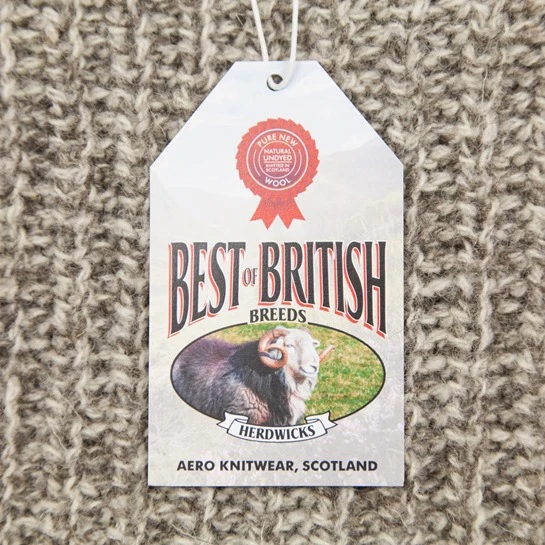 PURE NEW
NATURAL
UNDYED
KNITTED IN
SCOTLAND
WOOL
BEST OF BRITISH
BREEDS
HERDWICKS
AERO KNITWEAR, SCOTLAND